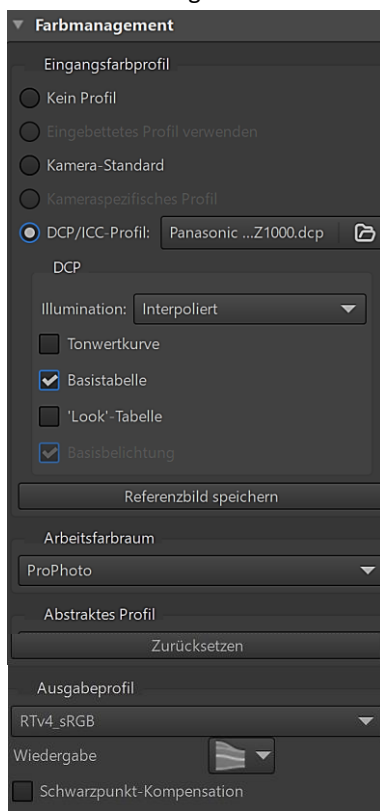 Farbmanagement
Eingangsfarbprofil
Kein Profil
Eingebettetes Profil verwenden
Kamera-Standard
Kameraspezifisches Profil
DCP/ICC-Profil: Panasonic ...Z1000.dcp
DCP
Illumination: Interpoliert
Tonwertkurve
Basistabelle
'Look'-Tabelle
Basisbelichtung
Referenzbild speichern
Arbeitsfarbraum
ProPhoto
Abstraktes Profil
Zurücksetzen
Ausgabeprofil
RTv4_sRGB
Wiedergabe
Schwarzpunkt-Kompensation